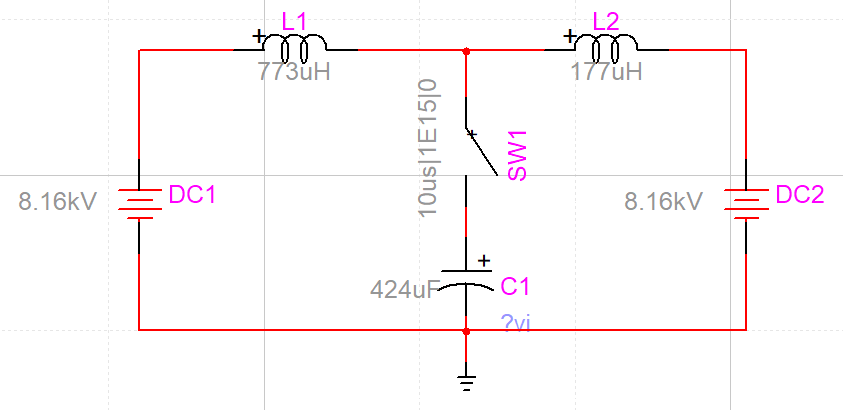 L1
+
773uH
L2
+
177uH
10us|1E15|0
+
SW1
8.16kV
DC1
8.16kV
DC2
+
424uF
C1
?vi